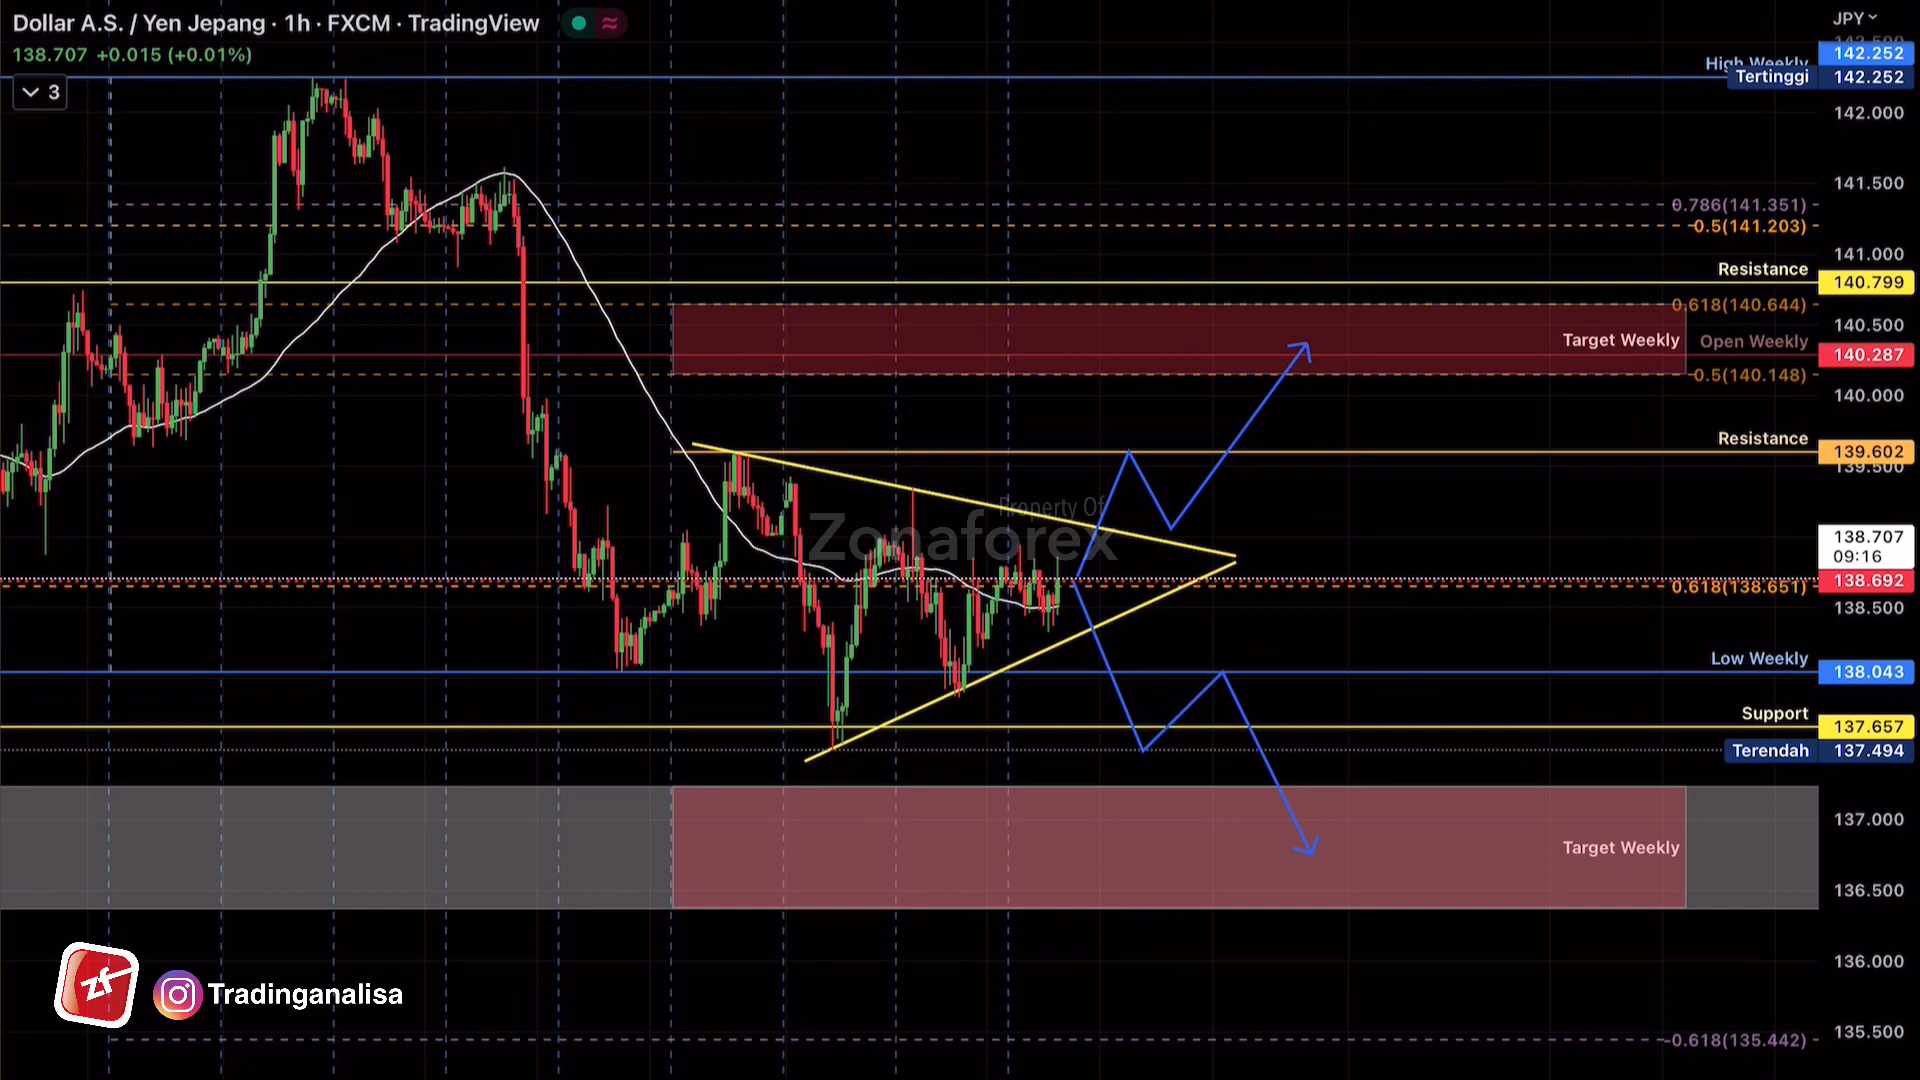 Dollar A.S. / Yen Jepang · 1h · FXCM · TradingView
138.707 +0.015 (+0.01%)
3
JPY
High Weekly 142.252
Tertinggi 142.252
142.000
141.500
0.786(141.351)
0.5(141.203)
141.000
Resistance
140.799
0.618(140.644)
140.500
Target Weekly
Open Weekly
140.287
0.5(140.148)
140.000
Resistance
139.602
139.500
Property Of
Zonaforex
138.707
09:16
138.692
0.618(138.651)
138.500
Low Weekly
138.043
Support
137.657
Terendah 137.494
137.000
Target Weekly
136.500
136.000
zf
Tradinganalisa
135.500
-0.618(135.442)